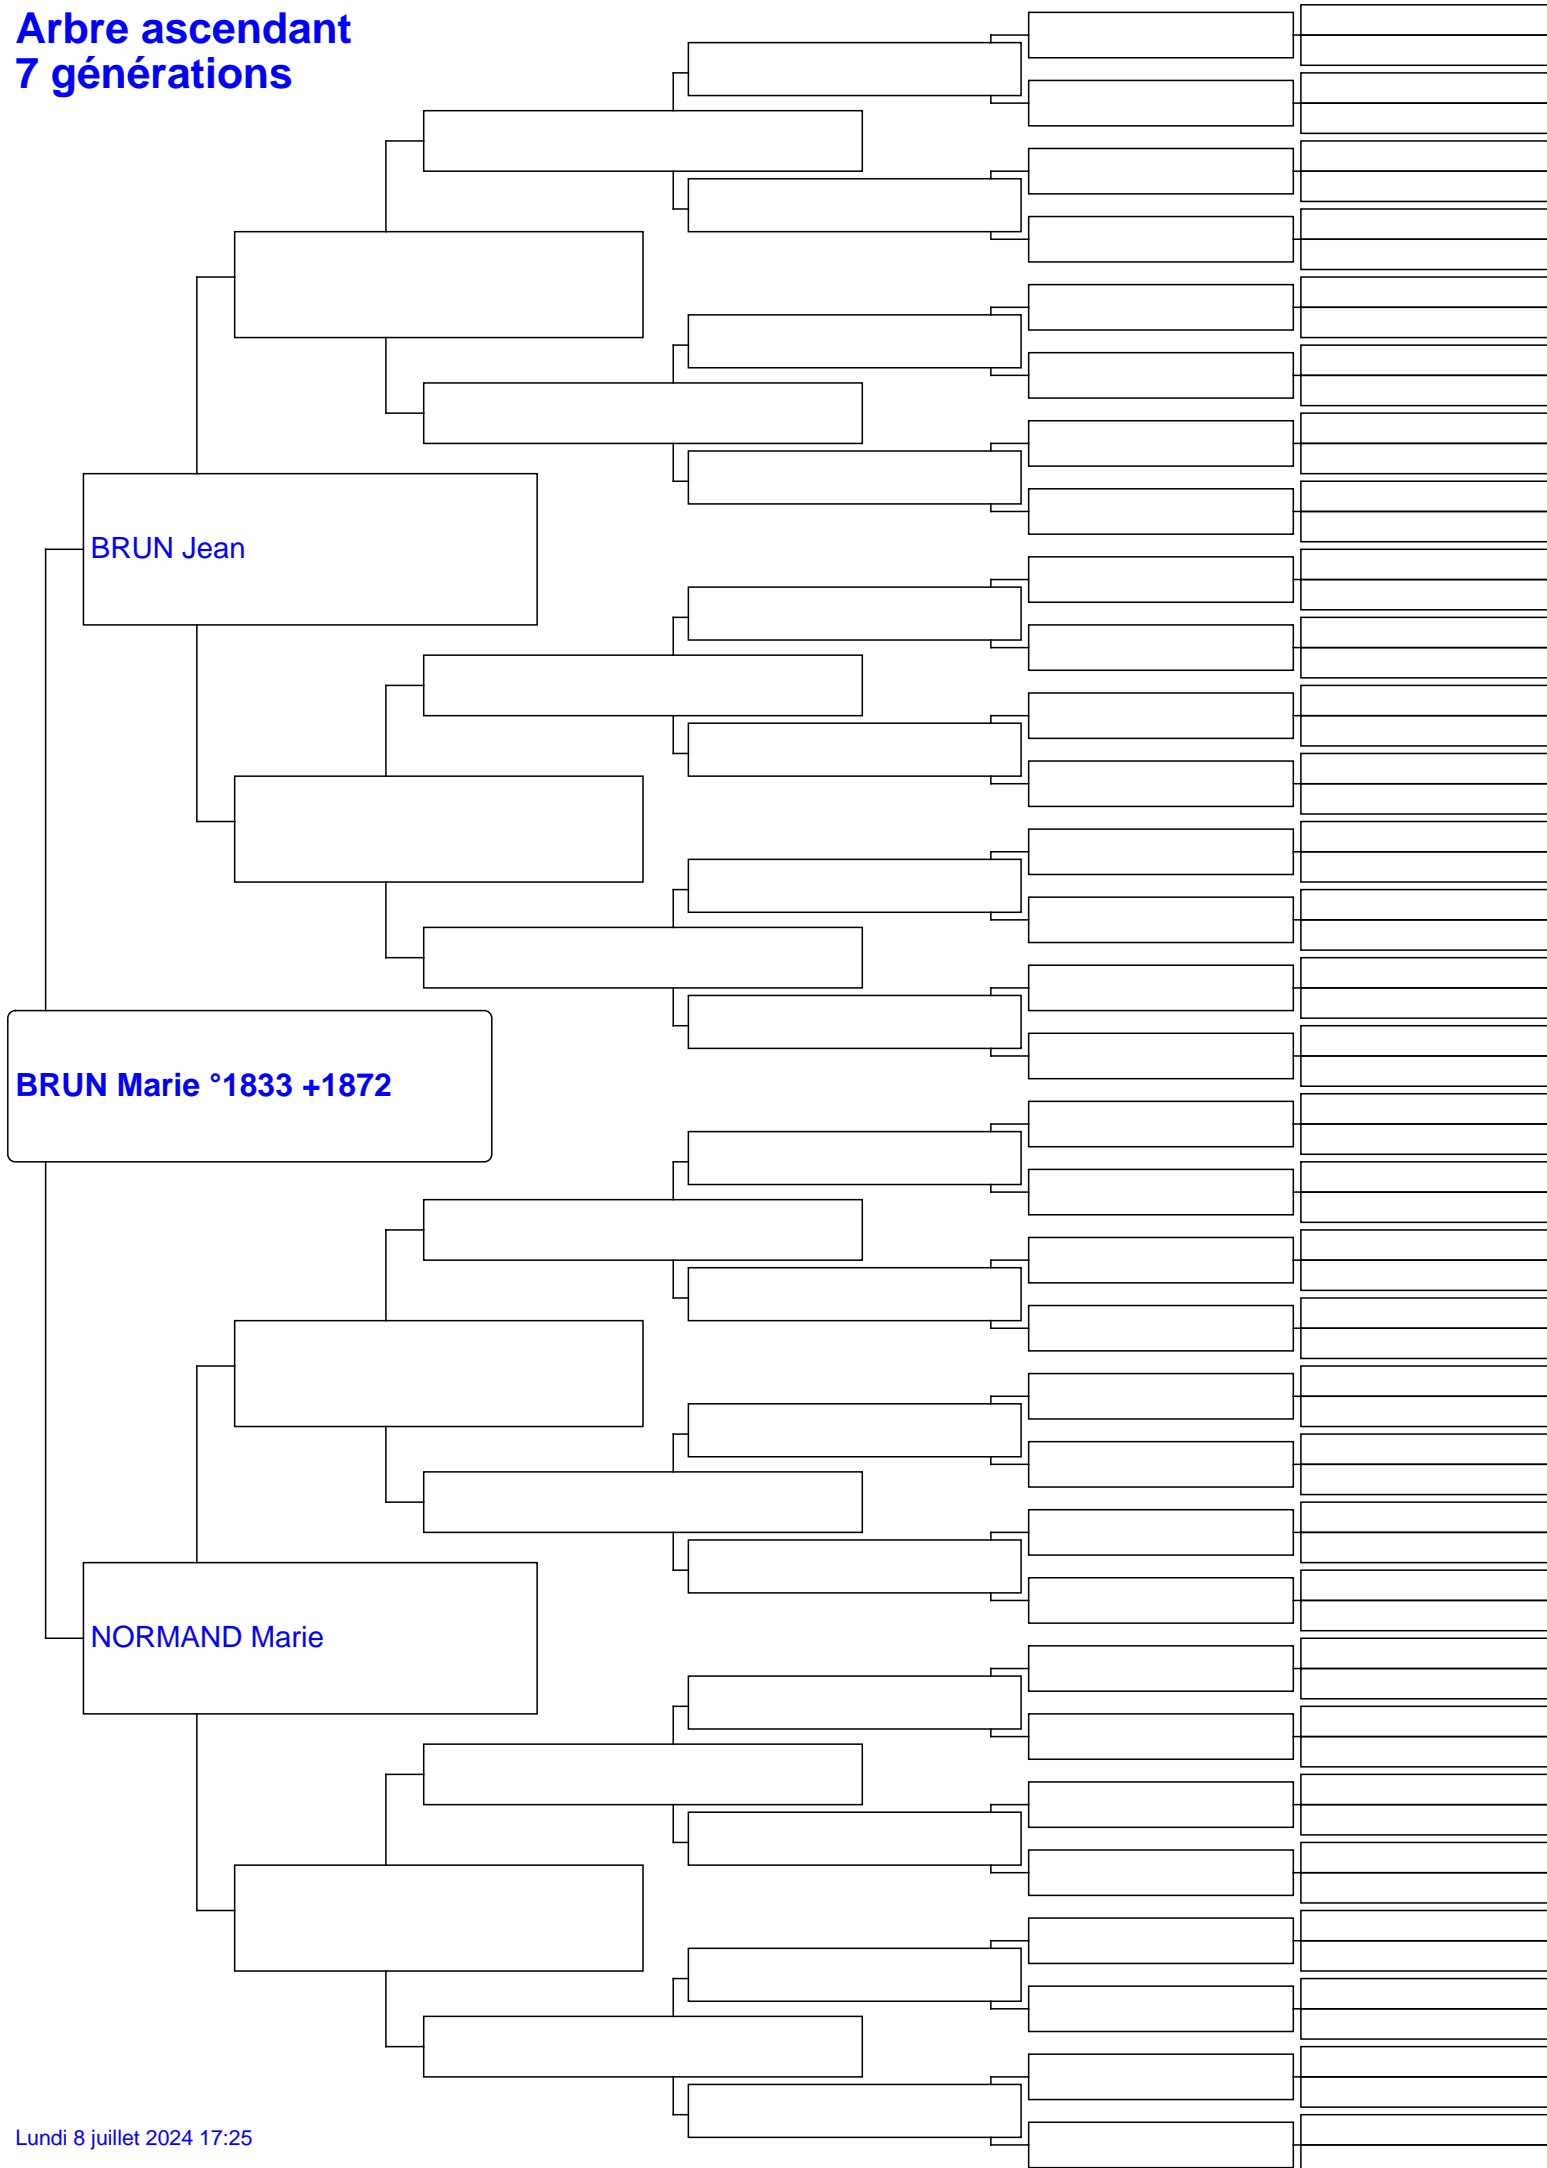 Arbre ascendant
7 générations
BRUN Jean
BRUN Marie °1833 +1872
NORMAND Marie
Lundi 8 juillet 2024 17:25